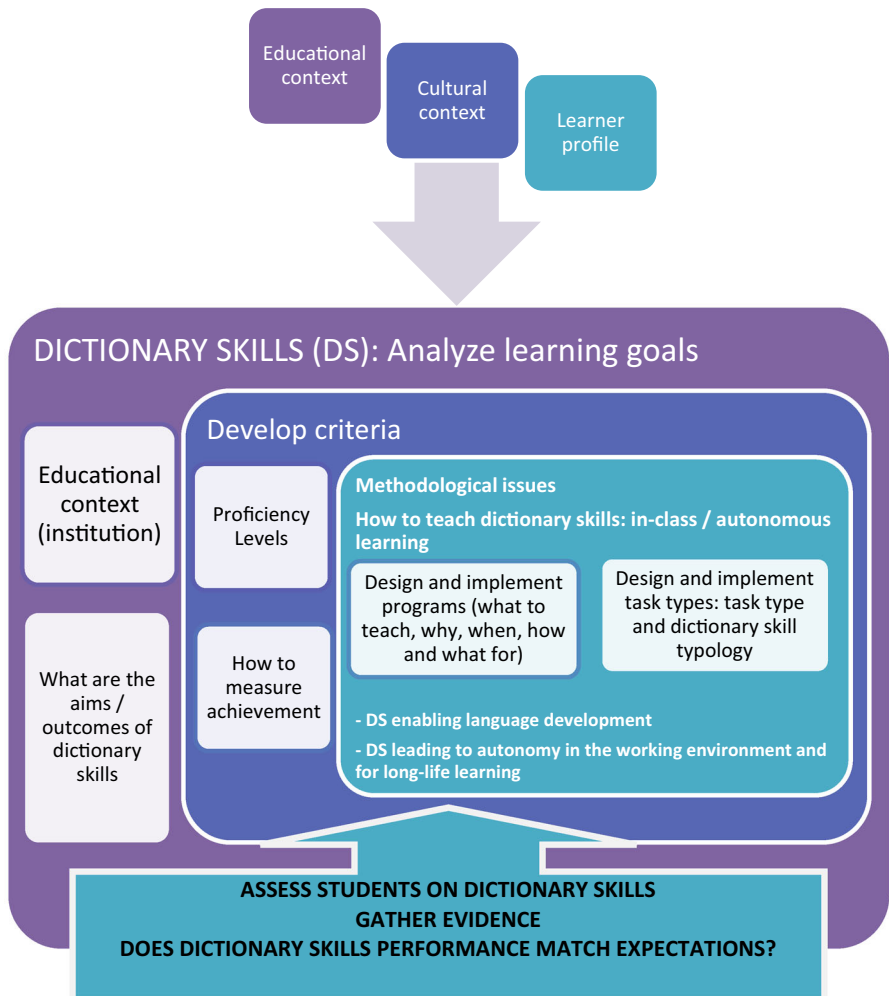 Educational
context
Cultural
context
Learner
profile
DICTIONARY SKILLS (DS): Analyze learning goals
Educational
context
(institution)
What are the
aims /
outcomes of
dictionary
skills
Develop criteria
Proficiency
Levels
How to
measure
achievement
Methodological issues
How to teach dictionary skills: in-class / autonomous
learning
Design and implement
programs (what to
teach, why, when, how
and what for)
Design and implement
task types: task type
and dictionary skill
typology
- DS enabling language development
- DS leading to autonomy in the working environment and
for long-life learning
ASSESS STUDENTS ON DICTIONARY SKILLS
GATHER EVIDENCE
DOES DICTIONARY SKILLS PERFORMANCE MATCH EXPECTATIONS?